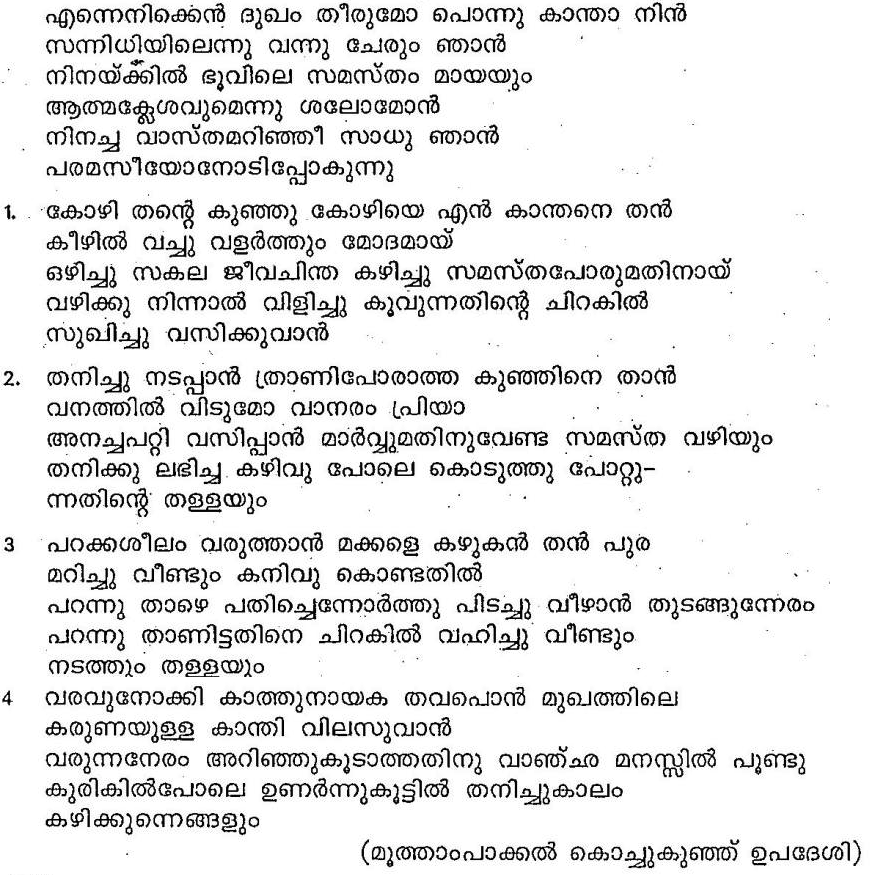 എന്നെനിക്കെൻ ദുഖം തീരുമോ പൊന്നു കാന്താ നിൻ
സന്നിധിയിലെന്നു വന്നു ചേരും ഞാൻ
നിനയ്ക്കിൽ ഭൂവിലെ സമസ്തം മായയും
ആത്മക്ലേശവുമെന്നു ശലോമോൻ
നിനച്ച വാസ്തമറിഞ്ഞീ സാധു ഞാൻ
പരമസീയോനോടിപ്പോകുന്നു
1. കോഴി തന്റെ കുഞ്ഞു കോഴിയെ എൻ കാന്തനെ തൻ
കീഴിൽ വച്ചു വളർത്തും മോദമായ്
ഒഴിച്ചു സകല ജീവചിന്ത കഴിച്ചു സമസ്തപോരുമതിനായ്
വഴിക്കു നിന്നാൽ വിളിച്ചു കൂവുന്നതിന്റെ ചിറകിൽ
സുഖിച്ചു വസിക്കുവാൻ
2. തനിച്ചു നടപ്പാൻ ത്രാണിപോരാത്ത കുഞ്ഞിനെ താൻ
വനത്തിൽ വിടുമോ വാനരം പ്രിയാ
അനച്ചപറ്റി വസിപ്പാൻ മാർവ്വുമതിനുവേണ്ട സമസ്ത വഴിയും
തനിക്കു ലഭിച്ച കഴിവു പോലെ കൊടുത്തു പോറ്റു-
ന്നതിന്റെ തള്ളയും
3 പറക്കശീലം വരുത്താൻ മക്കളെ കഴുകൻ തൻ പുര
മറിച്ചു വീണ്ടും കനിവു കൊണ്ടതിൽ
പറന്നു താഴെ പതിച്ചെന്നോർത്തു പിടച്ചു വീഴാൻ തുടങ്ങുന്നേരം
പറന്നു താണിട്ടതിനെ ചിറകിൽ വഹിച്ചു വീണ്ടും
നടത്തും തള്ളയും
4 വരവുനോക്കി കാത്തുനായക തവപൊൻ മുഖത്തിലെ
കരുണയുള്ള കാന്തി വിലസുവാൻ
വരുന്നനേരം അറിഞ്ഞുകൂടാത്തതിനു വാഞ്ഛ മനസ്സിൽ പൂണ്ടു
കുരികിൽപോലെ ഉണർന്നുകൂട്ടിൽ തനിച്ചുകാലം
കഴിക്കുന്നെങ്ങളും
(മൂത്താംപാക്കൽ കൊച്ചുകുഞ്ഞ് ഉപദേശി)